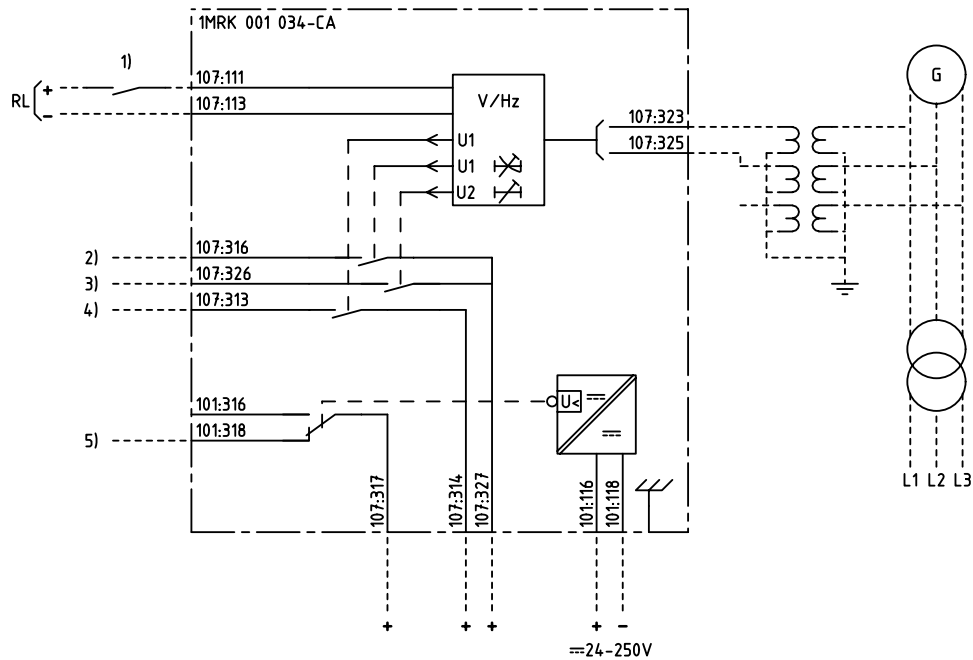 1MRK 001 034-CA
1)
RL
+
-
107:111
107:113
V/Hz
U1
U1
U2
107:323
107:325
G
2)
107:316
3)
107:326
4)
107:313
101:316
5)
101:318
U<
107:317
107:314
107:327
101:116
101:118
L1 L2 L3
+
+ +
+ -
24-250V